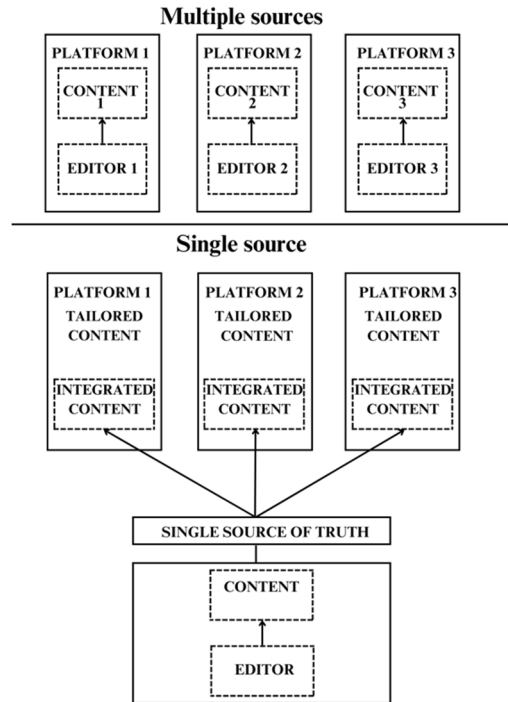 Multiple sources
PLATFORM 1
CONTENT
1
EDITOR 1
PLATFORM 2
CONTENT
2
EDITOR 2
PLATFORM 3
CONTENT
3
EDITOR 3
Single source
PLATFORM 1
TAILORED
CONTENT
INTEGRATED
CONTENT
PLATFORM 2
TAILORED
CONTENT
INTEGRATED
CONTENT
PLATFORM 3
TAILORED
CONTENT
INTEGRATED
CONTENT
SINGLE SOURCE OF TRUTH
CONTENT
EDITOR